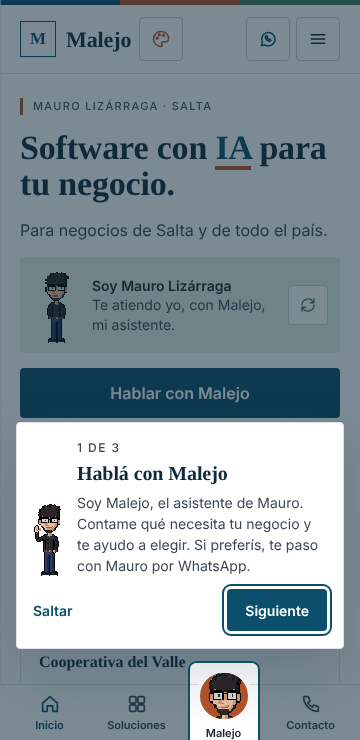 M Malejo
MAURO LIZÁRRAGA · SALTA
Software con IA para
tu negocio.
Para negocios de Salta y de todo el país.
Soy Mauro Lizárraga
Te atiendo yo, con Malejo,
mi asistente.
Hablar con Malejo
1 DE 3
Hablá con Malejo
Soy Malejo, el asistente de Mauro.
Contame qué necesita tu negocio y
te ayudo a elegir. Si preferís, te paso
con Mauro por WhatsApp.
Saltar
Siguiente
Cooperativa del Valle
Inicio
Soluciones
Malejo
Contacto